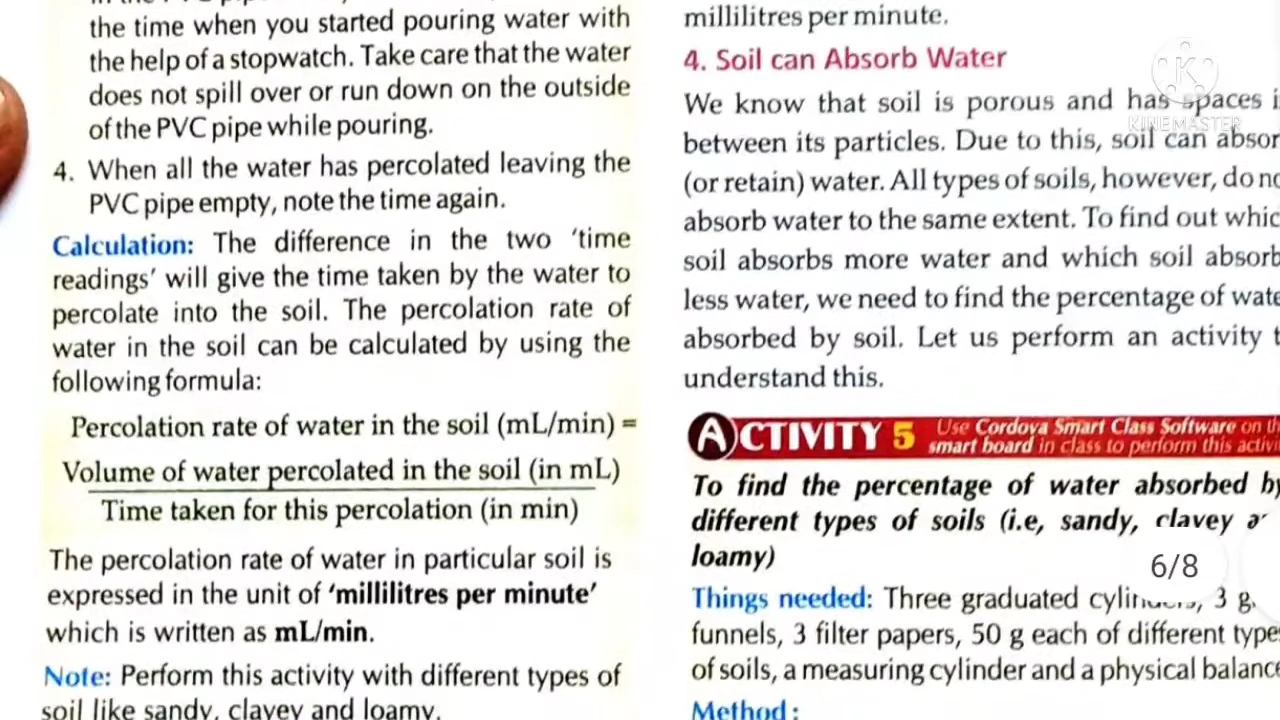 the time when you started pouring water with
the help of a stopwatch. Take care that the water
does not spill over or run down on the outside
of the PVC pipe while pouring.
4. When all the water has percolated leaving the
PVC pipe empty, note the time again.
Calculation: The difference in the two 'time
readings' will give the time taken by the water to
percolate into the soil. The percolation rate of
water in the soil can be calculated by using the
following formula:
Percolation rate of water in the soil (mL/min) =
Volume of water percolated in the soil (in mL)
Time taken for this percolation (in min)
The percolation rate of water in particular soil is
expressed in the unit of 'millilitres per minute'
which is written as mL/min.
Note: Perform this activity with different types of
soil like sandy, clayey and loamy.
millilitres per minute.
4. Soil can Absorb Water
We know that soil is porous and has spaces
between its particles. Due to this, soil can absor
(or retain) water. All types of soils, however, do no
absorb water to the same extent. To find out whic
soil absorbs more water and which soil absorb
less water, we need to find the percentage of wate
absorbed by soil. Let us perform an activity t
understand this.
ACTIVITY 5
Use Cordova Smart Class Software on th
smart board in class to perform this activi
To find the percentage of water absorbed by
different types of soils (i.e, sandy, clayey a
loamy)
Things needed: Three graduated cylinders, 3 g
funnels, 3 filter papers, 50 g each of different type
of soils, a measuring cylinder and a physical balance
Method:
6/8
K
KINEMASTER